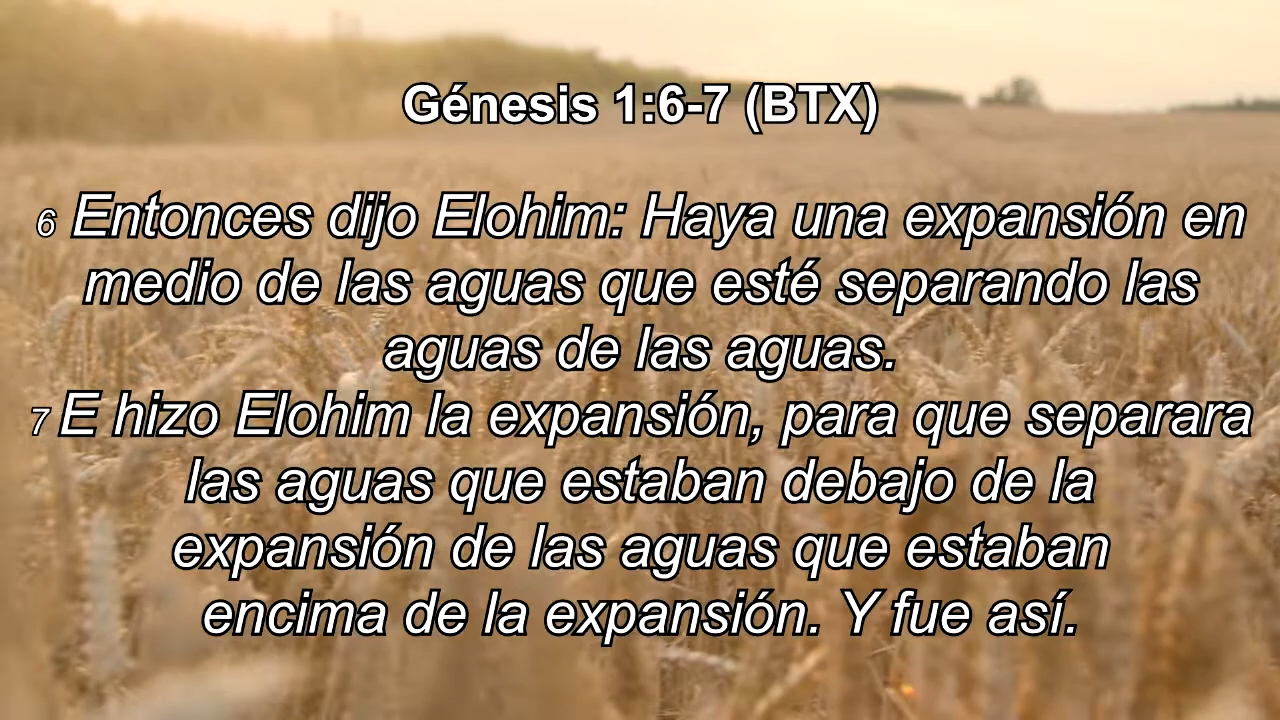 Génesis 1:6-7 (BTX)
6 Entonces dijo Elohim: Haya una expansión en
medio de las aguas que esté separando las
aguas de las aguas.
7 E hizo Elohim la expansión, para que separara
las aguas que estaban debajo de la
expansión de las aguas que estaban
encima de la expansión. Y fue así.